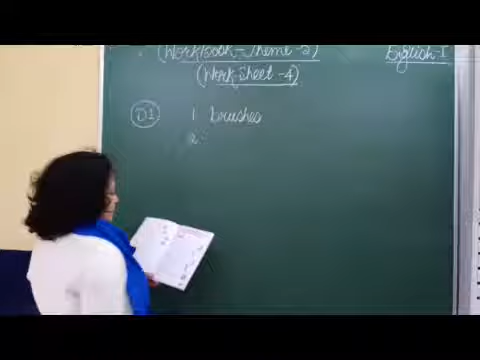 (Workbook-Theme-2)
English-I
(Work-Sheet-4)
Q1 1 brushes
2